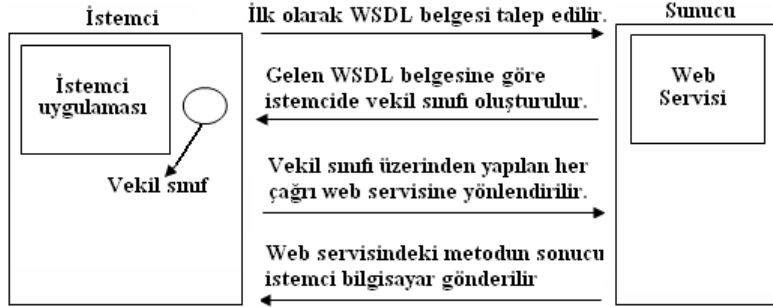 İstemci
İlk olarak WSDL belgesi talep edilir.
Sunucu
İstemci
uygulaması
Vekil sınıf
Gelen WSDL belgesine göre
istemcide vekil sınıfı oluşturulur.
Web
Servisi
Vekil sınıfı üzerinden yapılan her
çağrı web servisine yönlendirilir.
Web servisindeki metodun sonucu
istemci bilgisayar gönderilir